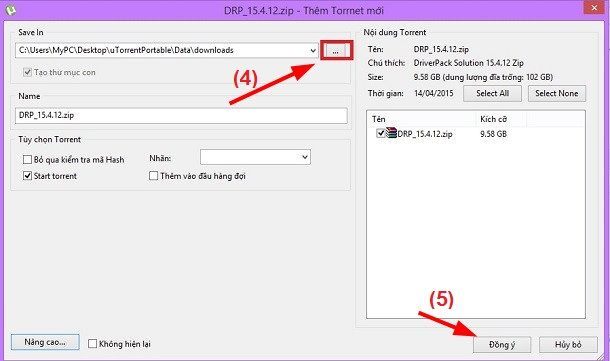 DRP_15.4.12.zip - Thêm Torrnet mới
Save In
C:\Users\MyPC\Desktop\uTorrentPortable\Data\downloads
...
(4)
Tạo thư mục con
Name
DRP_15.4.12.zip
Tùy chọn Torrent
Bỏ qua kiểm tra mã Hash
Nhãn:
Start torrent
Thêm vào đầu hàng đợi
Nội dung Torrent
Tên: DRP_15.4.12.zip
Chú thích: DriverPack Solution 15.4.12 Zip
Size: 9.58 GB (dung lượng đĩa trống: 102 GB)
Thời gian: 14/04/2015 Select All Select None
Tên Kích cỡ
DRP_15.4.12.zip 9.58 GB
(5)
Nâng cao... Không hiện lại Đồng ý Hủy bỏ